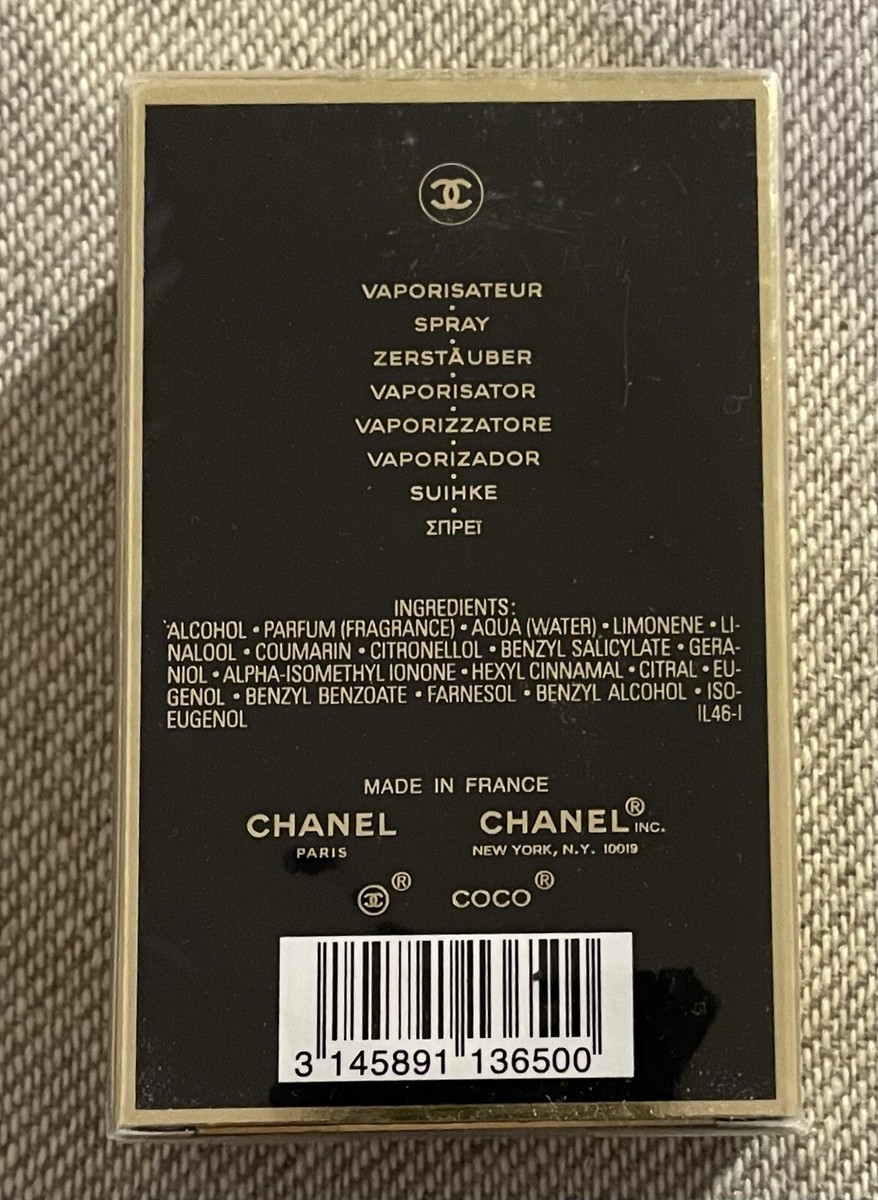 VAPORISATEUR
•
SPRAY
•
ZERSTÄUBER
•
VAPORISATOR
•
VAPORIZZATORE
•
VAPORIZADOR
•
SUIHKE
•
ΣΠΡΕΪ
INGREDIENTS:
ALCOHOL • PARFUM (FRAGRANCE) • AQUA (WATER) • LIMONENE • LI-
NALOOL • COUMARIN • CITRONELLOL • BENZYL SALICYLATE • GERA-
NIOL • ALPHA-ISOMETHYL IONONE • HEXYL CINNAMAL • CITRAL • EU-
GENOL • BENZYL BENZOATE • FARNESOL • BENZYL ALCOHOL • ISO-
EUGENOL IL46-I
MADE IN FRANCE
CHANEL CHANEL® INC.
PARIS NEW YORK, N.Y. 10019
® COCO®
3 145891 136500